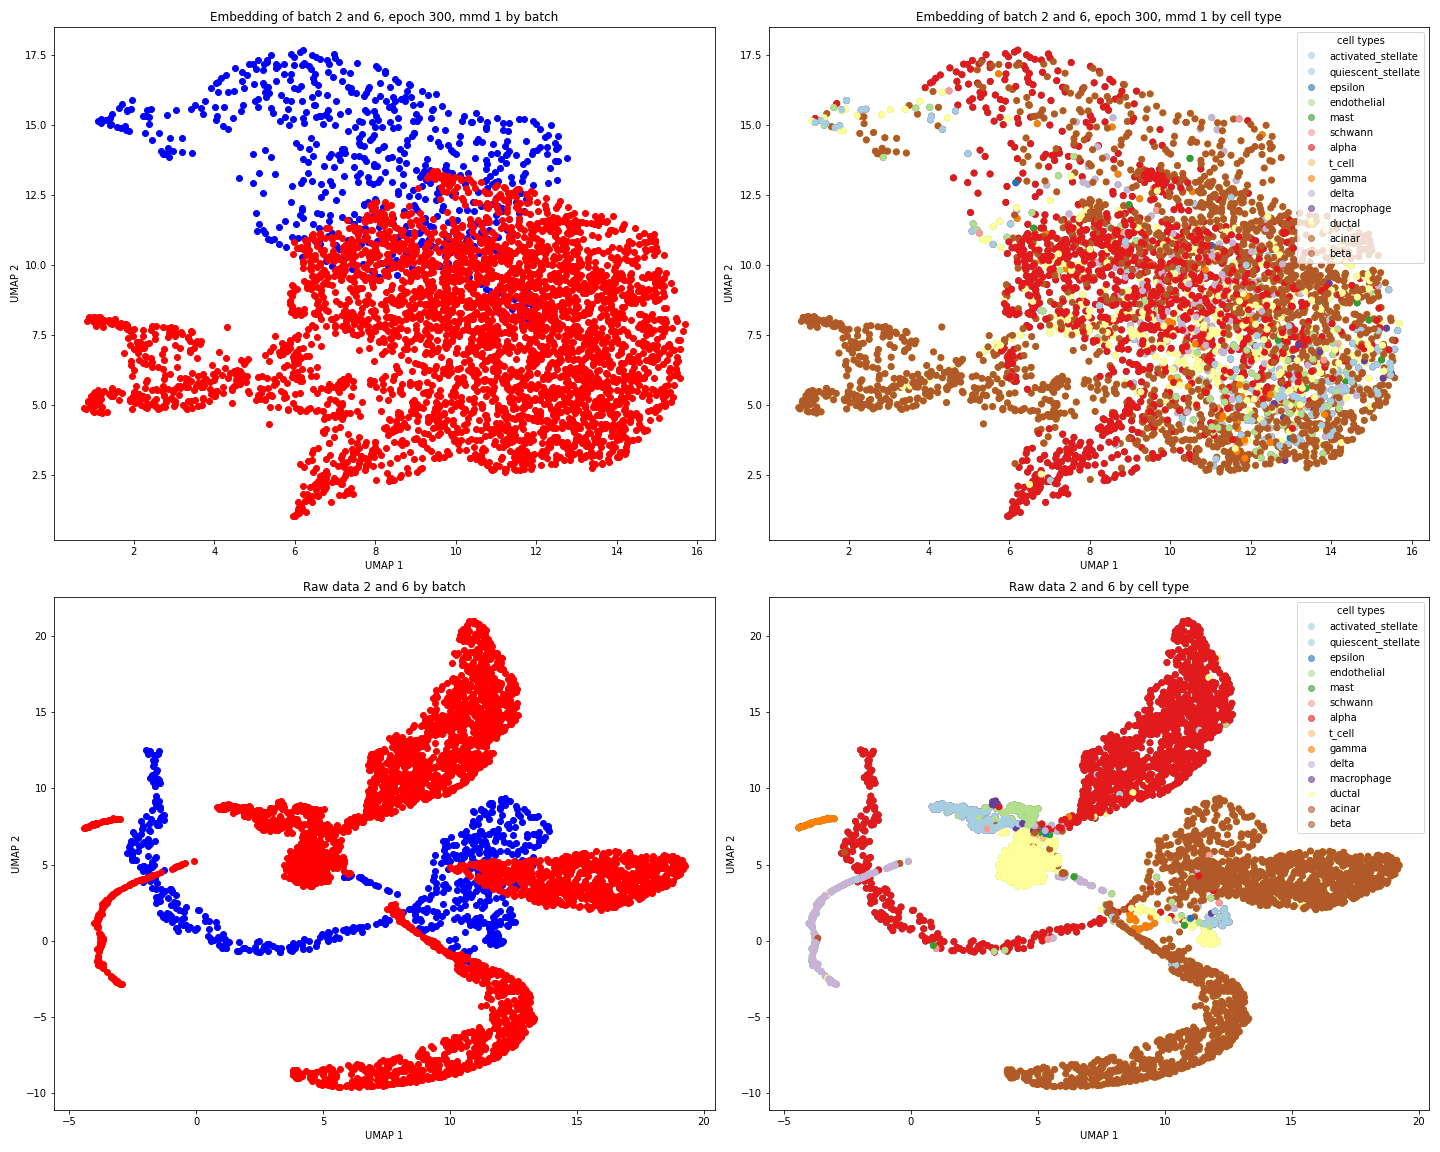 Embedding of batch 2 and 6, epoch 300, mmd 1 by batch
UMAP 2
17.5
15.0
12.5
10.0
7.5
5.0
2.5
2 4 6 8 10 12 14 16
UMAP 1
Embedding of batch 2 and 6, epoch 300, mmd 1 by cell type
UMAP 2
17.5
15.0
12.5
10.0
7.5
5.0
2.5
2 4 6 8 10 12 14 16
UMAP 1
cell types
activated_stellate
quiescent_stellate
epsilon
endothelial
mast
schwann
alpha
t_cell
gamma
delta
macrophage
ductal
acinar
beta
Raw data 2 and 6 by batch
UMAP 2
20
15
10
5
0
−5
−10
−5 0 5 10 15 20
UMAP 1
Raw data 2 and 6 by cell type
UMAP 2
20
15
10
5
0
−5
−10
−5 0 5 10 15 20
UMAP 1
cell types
activated_stellate
quiescent_stellate
epsilon
endothelial
mast
schwann
alpha
t_cell
gamma
delta
macrophage
ductal
acinar
beta